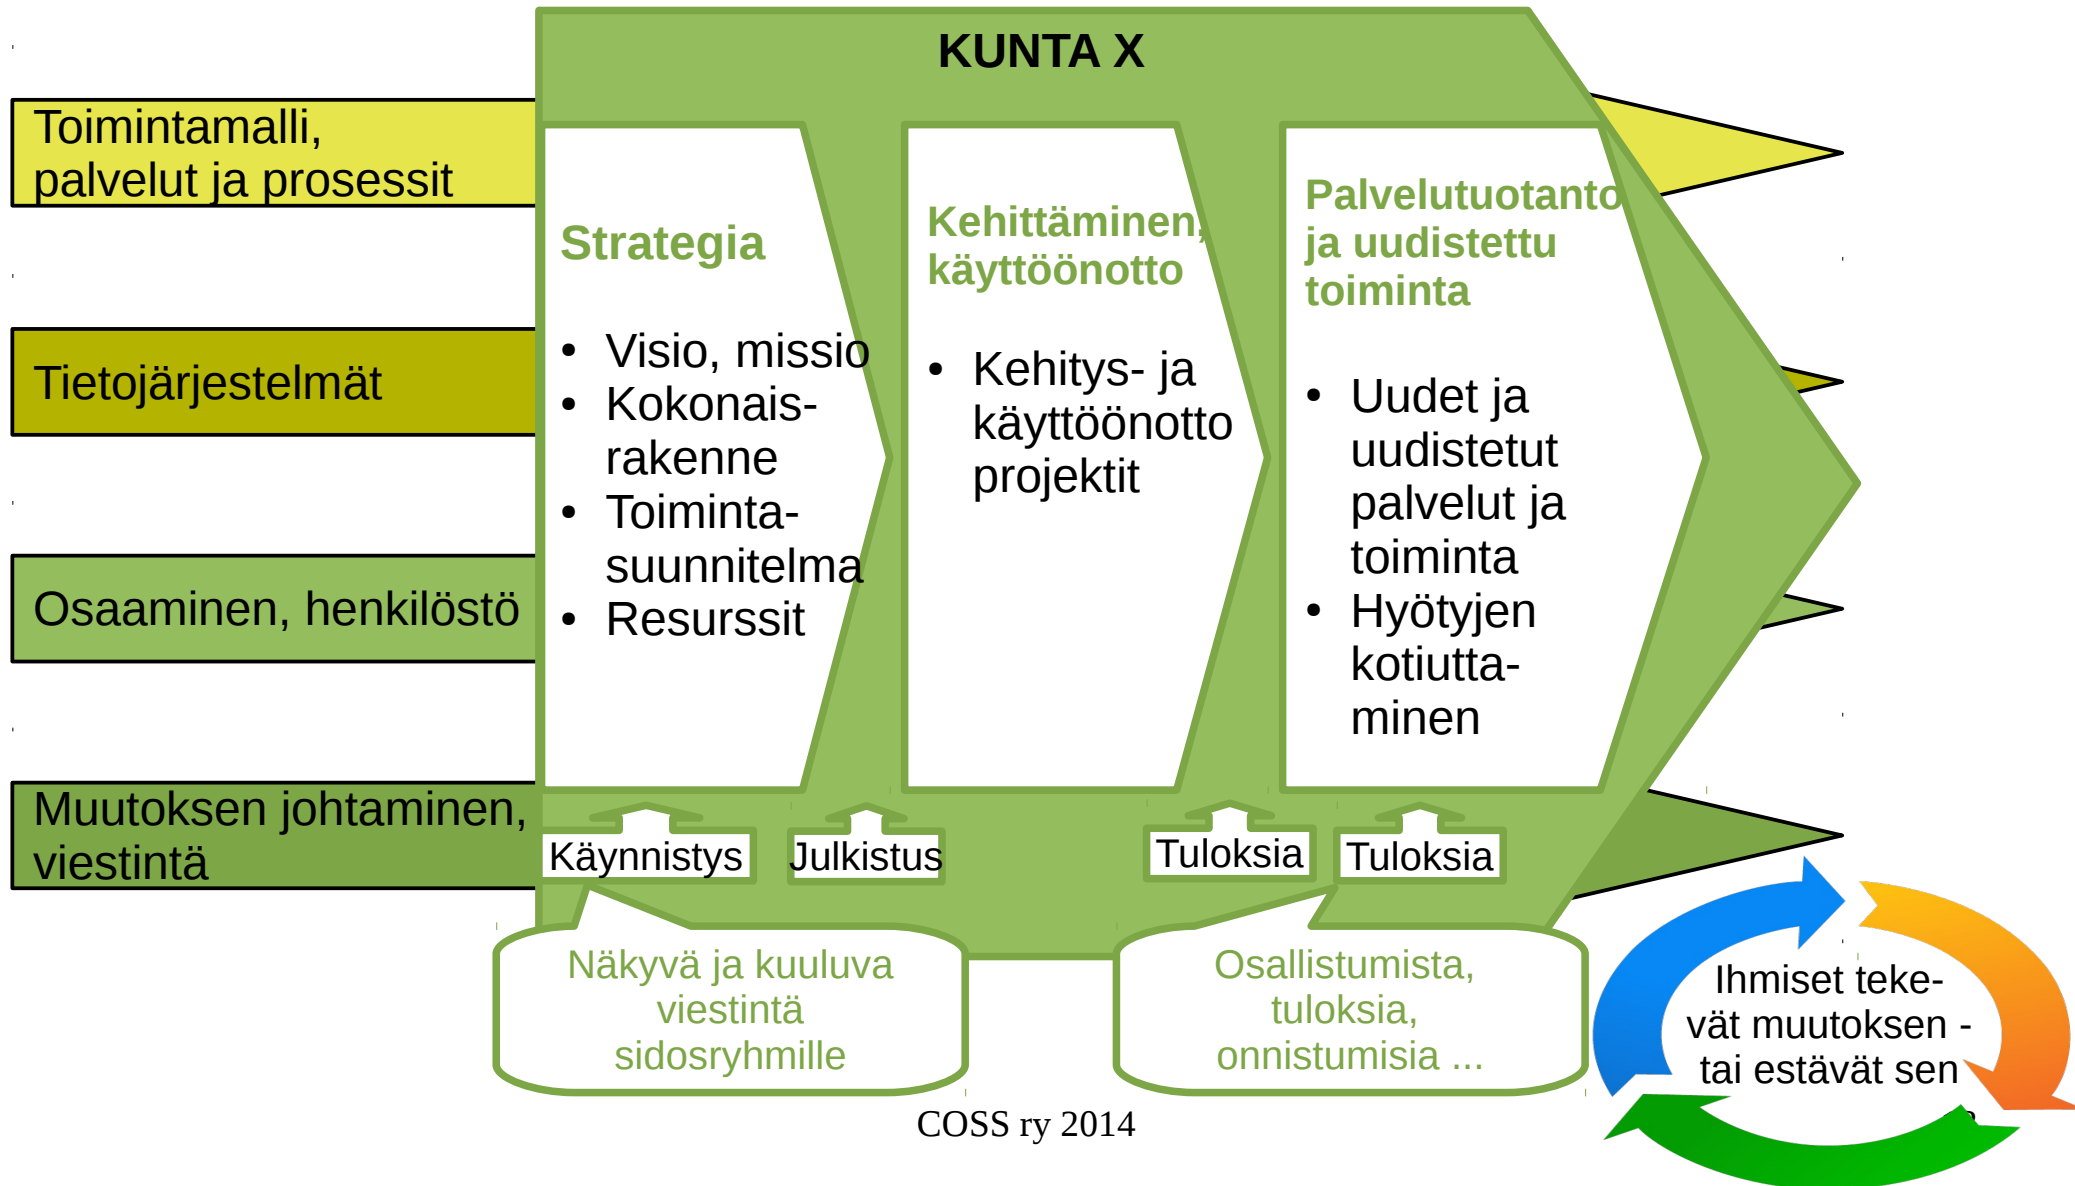 KUNTA X
Toimintamalli,
palvelut ja prosessit
Tietojärjestelmät
Osaaminen, henkilöstö
Muutoksen johtaminen,
viestintä
Strategia
• Visio, missio
• Kokonais-
rakenne
• Toiminta-
suunnitelma
• Resurssit
Kehittäminen,
käyttöönotto
• Kehitys- ja
käyttöönotto
projektit
Palvelutuotanto
ja uudistettu
toiminta
• Uudet ja
uudistetut
palvelut ja
toiminta
• Hyötyjen
kotiutta-
minen
Käynnistys
Julkistus
Tuloksia
Tuloksia
Näkyvä ja kuuluva
viestintä
sidosryhmille
Osallistumista,
tuloksia,
onnistumisia ...
Ihmiset teke-
vät muutoksen -
tai estävät sen
COSS ry 2014